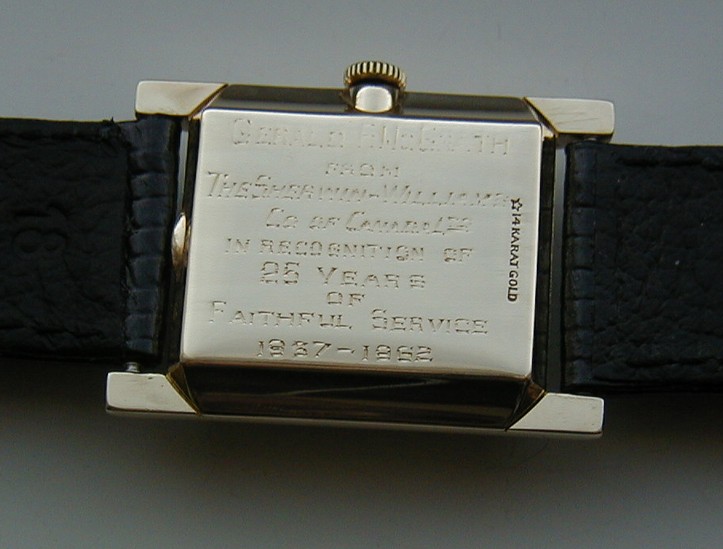 GERALD R. MCGRATH
FROM
THE SHERWIN-WILLIAMS
CO OF CANADA LTD
IN RECOGNITION OF
25 YEARS
OF
FAITHFUL SERVICE
1937-1962
14 KARAT GOLD